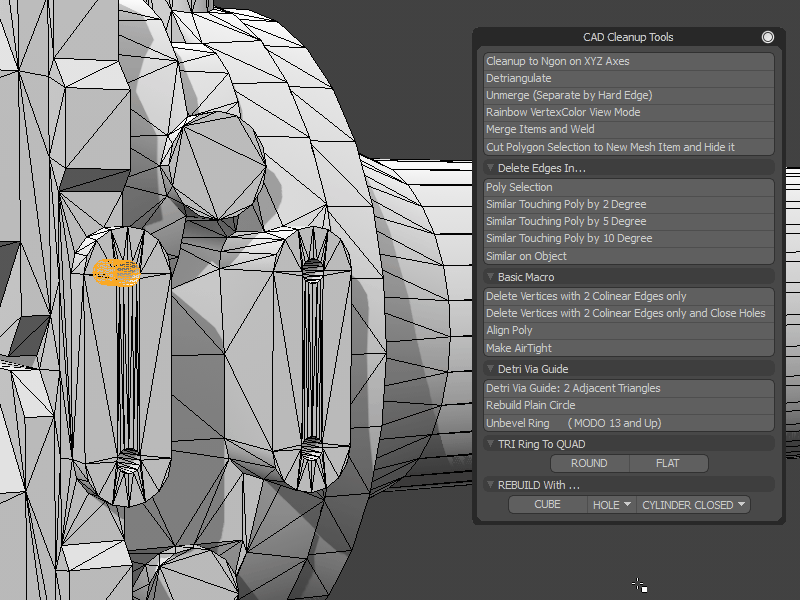 CAD Cleanup Tools
Cleanup to Ngon on XYZ Axes
Detriangulate
Unmerge (Separate by Hard Edge)
Rainbow VertexColor View Mode
Merge Items and Weld
Cut Polygon Selection to New Mesh Item and Hide it
Delete Edges In...
Poly Selection
Similar Touching Poly by 2 Degree
Similar Touching Poly by 5 Degree
Similar Touching Poly by 10 Degree
Similar on Object
Basic Macro
Delete Vertices with 2 Colinear Edges only
Delete Vertices with 2 Colinear Edges only and Close Holes
Align Poly
Make AirTight
Detri Via Guide
Detri Via Guide: 2 Adjacent Triangles
Rebuild Plain Circle
Unbevel Ring (MODO 13 and Up)
TRI Ring To QUAD
ROUND FLAT
REBUILD With ...
CUBE HOLE CYLINDER CLOSED